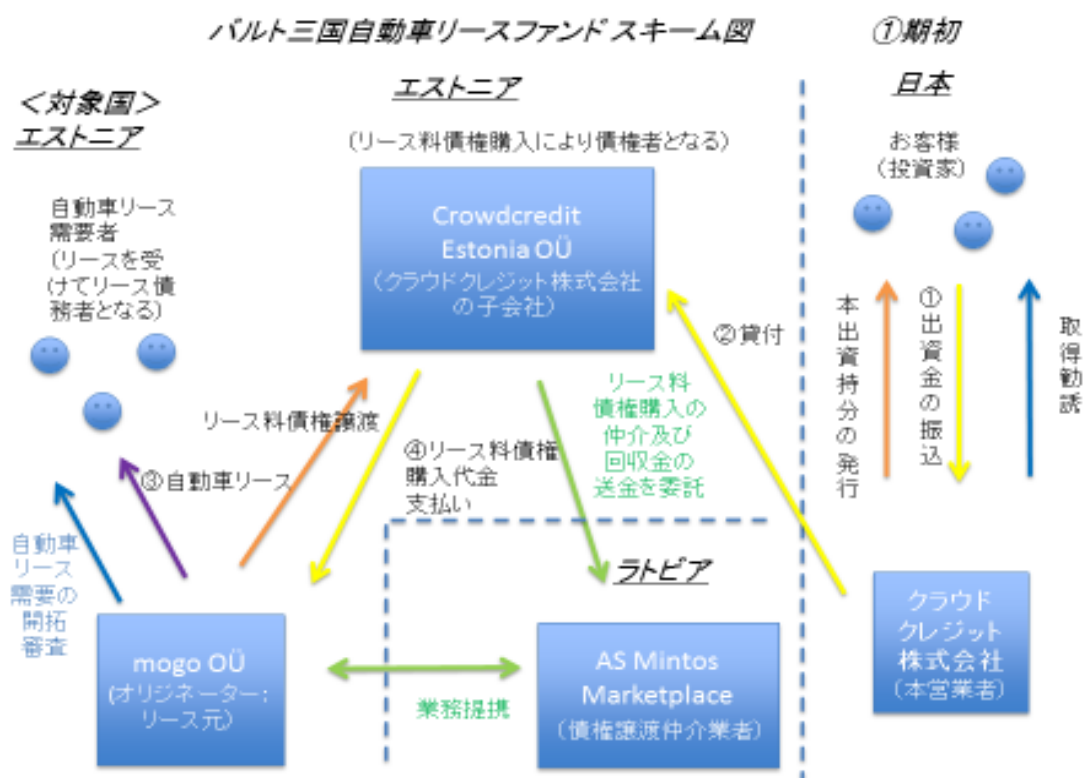 バルト三国自動車リースファンド スキーム図
①期初
＜対象国＞
エストニア
エストニア
日本
(リース料債権購入により債権者となる)
お客様
(投資家)
自動車リース
需要者
(リースを受
けてリース債
務者となる)
Crowdcredit
Estonia OÜ
(クラウドクレジット株式会社
の子会社)
②貸付
本出資持分の発行
①出資金の振込
取得勧誘
リース料債権譲渡
③自動車リース
④リース料債権
購入代金
支払い
リース料
債権購入の
仲介及び
回収金の
送金を委託
自動車
リース
需要の
開拓
審査
ラトビア
mogo OÜ
(オリジネーター：
リース元)
業務提携
AS Mintos
Marketplace
(債権譲渡仲介業者)
クラウド
クレジット
株式会社
(本営業者)